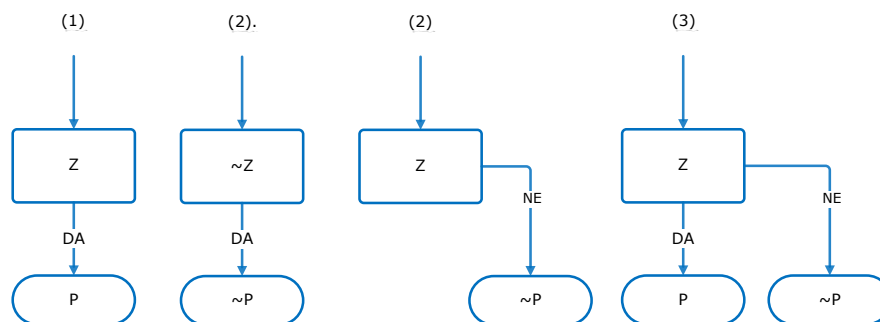 (1) (2). (2) (3)
Z ~Z Z Z
NE NE
DA DA DA
P ~P ~P P ~P